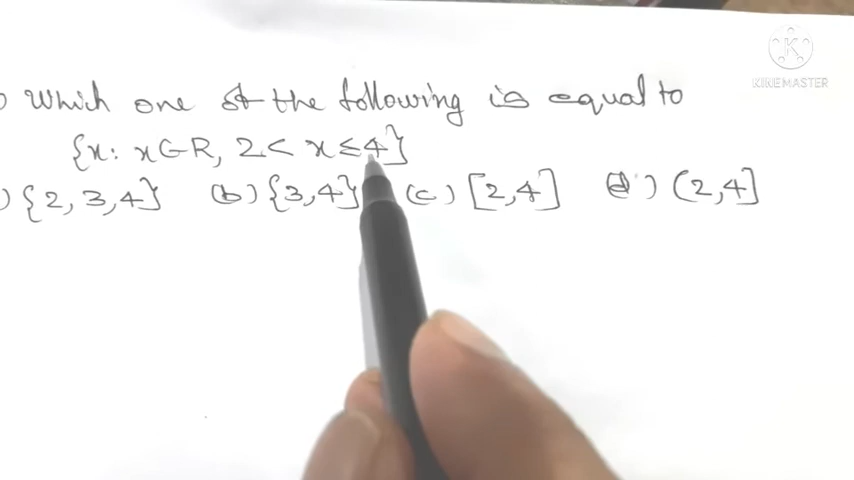 ) Which one of the following is equal to
{x: x∈R, 2 < x ≤ 4}
) {2, 3, 4} (b) {3, 4} (c) [2, 4] (d) (2, 4]
KINEMASTER